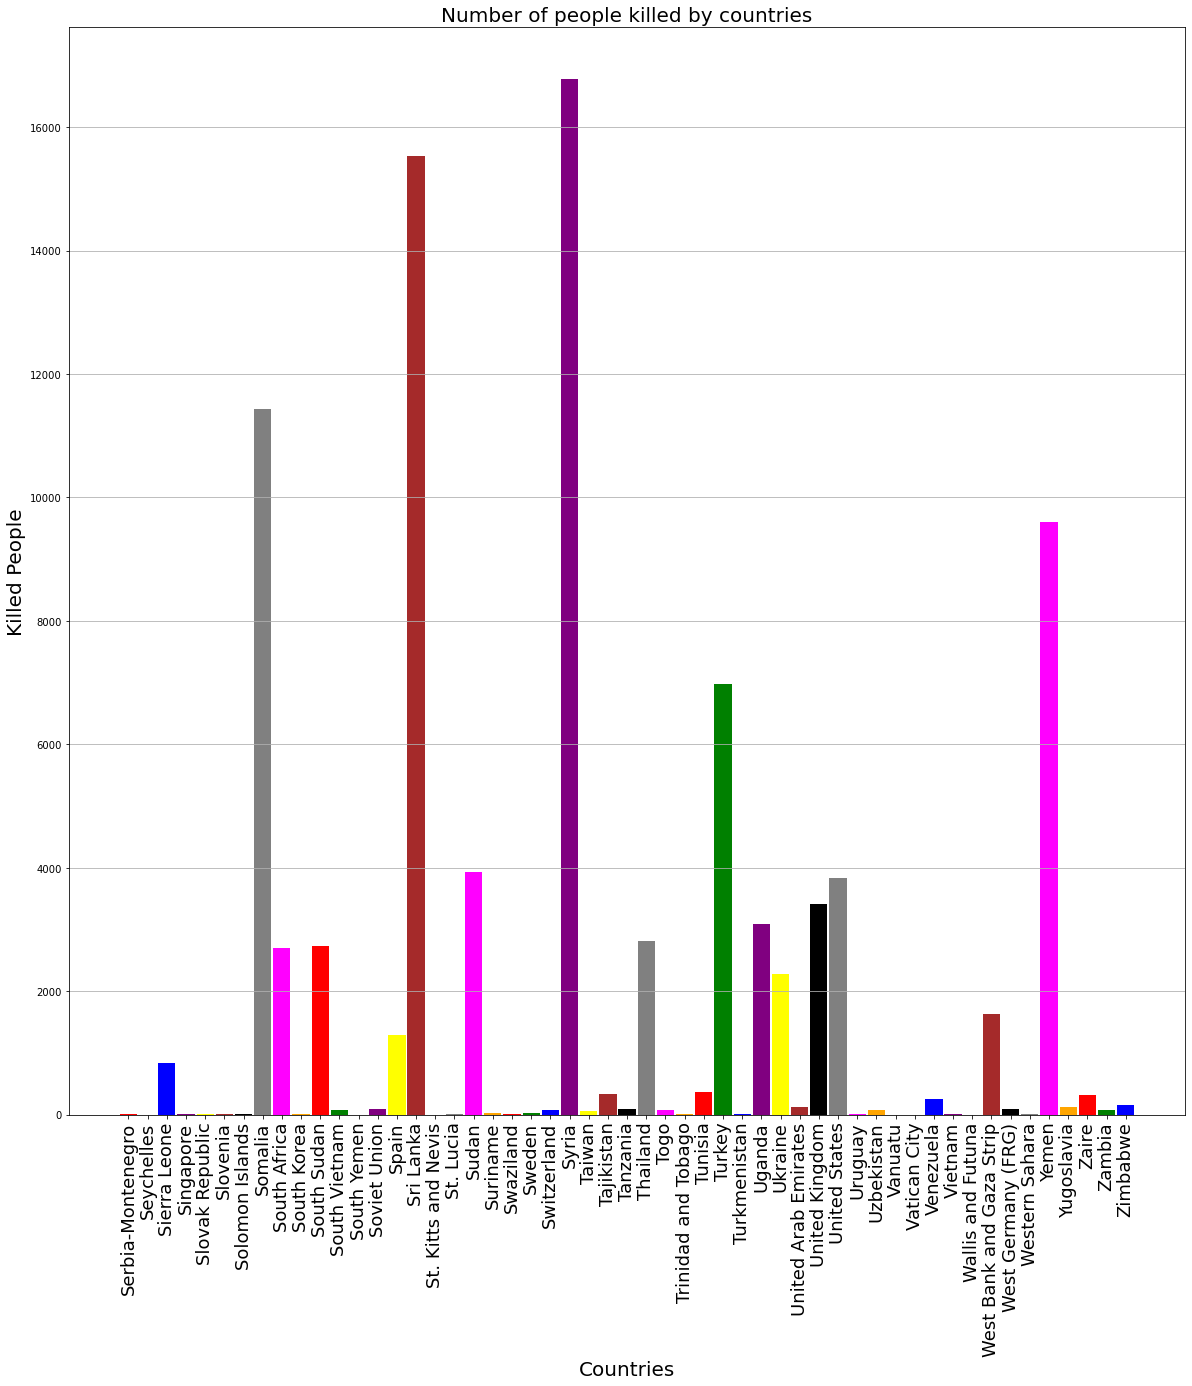 Number of people killed by countries
Killed People
16000
14000
12000
10000
8000
6000
4000
2000
0
Serbia-Montenegro
Seychelles
Sierra Leone
Singapore
Slovak Republic
Slovenia
Solomon Islands
Somalia
South Africa
South Korea
South Sudan
South Vietnam
South Yemen
Soviet Union
Spain
Sri Lanka
St. Kitts and Nevis
St. Lucia
Sudan
Suriname
Swaziland
Sweden
Switzerland
Syria
Taiwan
Tajikistan
Tanzania
Thailand
Togo
Trinidad and Tobago
Tunisia
Turkey
Turkmenistan
Uganda
Ukraine
United Arab Emirates
United Kingdom
United States
Uruguay
Uzbekistan
Vanuatu
Vatican City
Venezuela
Vietnam
Wallis and Futuna
West Bank and Gaza Strip
West Germany (FRG)
Western Sahara
Yemen
Yugoslavia
Zaire
Zambia
Zimbabwe
Countries